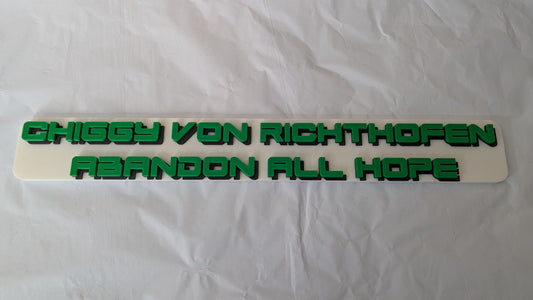 CHIGGY VON RICHTHOFEN
ABANDON ALL HOPE